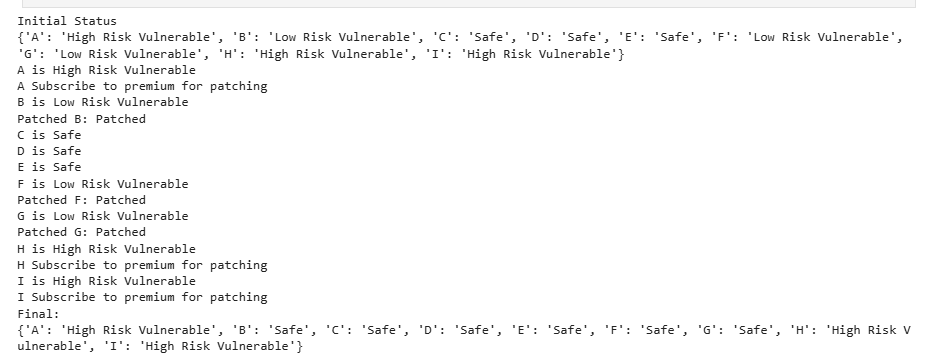 Initial Status
{'A': 'High Risk Vulnerable', 'B': 'Low Risk Vulnerable', 'C': 'Safe', 'D': 'Safe', 'E': 'Safe', 'F': 'Low Risk Vulnerable',
'G': 'Low Risk Vulnerable', 'H': 'High Risk Vulnerable', 'I': 'High Risk Vulnerable'}
A is High Risk Vulnerable
A Subscribe to premium for patching
B is Low Risk Vulnerable
Patched B: Patched
C is Safe
D is Safe
E is Safe
F is Low Risk Vulnerable
Patched F: Patched
G is Low Risk Vulnerable
Patched G: Patched
H is High Risk Vulnerable
H Subscribe to premium for patching
I is High Risk Vulnerable
I Subscribe to premium for patching
Final:
{'A': 'High Risk Vulnerable', 'B': 'Safe', 'C': 'Safe', 'D': 'Safe', 'E': 'Safe', 'F': 'Safe', 'G': 'Safe', 'H': 'High Risk V
ulnerable', 'I': 'High Risk Vulnerable'}